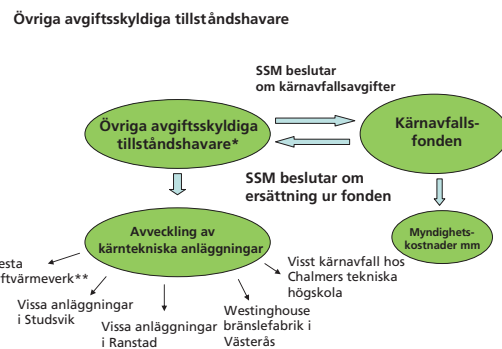 Övriga avgiftsskyldiga tillståndshavare
SSM beslutar
om kärnavfallsavgifter
Övriga avgiftsskyldiga
tillståndshavare*
Kärnavfalls-
fonden
SSM beslutar om
ersättning ur fonden
Avveckling av
kärntekniska anläggningar
Myndighets-
kostnader mm
Visst kärnavfall hos
Chalmers tekniska
högskola
Westinghouse
bränslefabrik i
Västerås
Vissa anläggningar
i Ranstad
Vissa anläggningar
i Studsvik